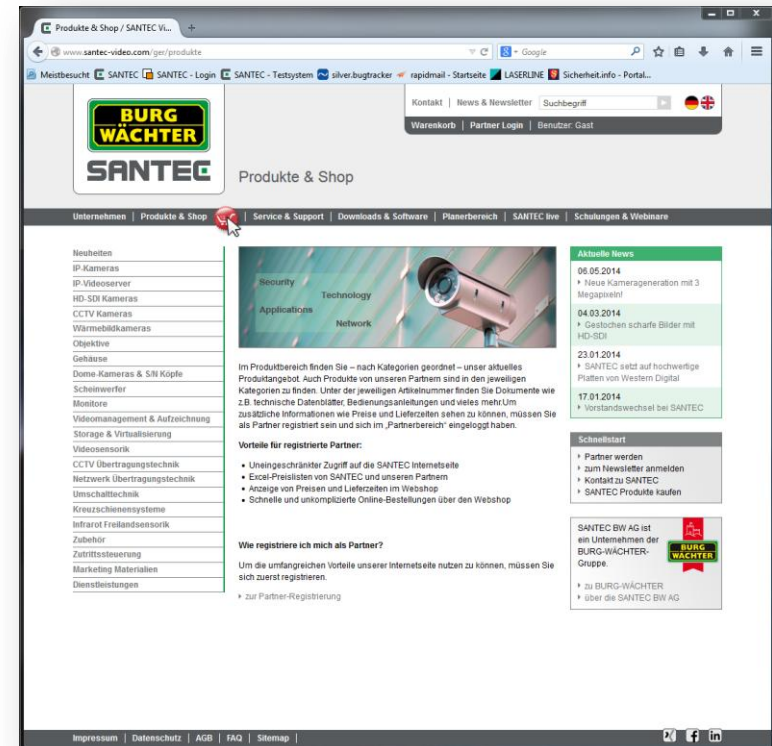 Produkte & Shop / SANTEC Vi...
www.santec-video.com/ger/produkte
Google
Meistbesucht SANTEC SANTEC - Login SANTEC - Testsystem silver.bugtracker rapidmail - Startseite LASERLINE Sicherheit.info - Portal...
BURG
WÄCHTER
SANTEC
Kontakt | News & Newsletter Suchbegriff
Warenkorb | Partner Login | Benutzer: Gast
Produkte & Shop
Unternehmen | Produkte & Shop | Service & Support | Downloads & Software | Planerbereich | SANTEC live | Schulungen & Webinare
Neuheiten
IP-Kameras
IP-Videoserver
HD-SDI Kameras
CCTV Kameras
Wärmebildkameras
Objektive
Gehäuse
Dome-Kameras & S/N Köpfe
Scheinwerfer
Monitore
Videomanagement & Aufzeichnung
Storage & Virtualisierung
Videosensorik
CCTV Übertragungstechnik
Netzwerk Übertragungstechnik
Umschalttechnik
Kreuzschienensysteme
Infrarot Freilandsensorik
Zubehör
Zutrittssteuerung
Marketing Materialien
Dienstleistungen
Security
Technology
Applications
Network
Im Produktbereich finden Sie – nach Kategorien geordnet – unser aktuelles
Produktangebot. Auch Produkte von unseren Partnern sind in den jeweiligen
Kategorien zu finden. Unter der jeweiligen Artikelnummer finden Sie Dokumente wie
z.B. technische Datenblätter, Bedienungsanleitungen und vieles mehr.Um
zusätzliche Informationen wie Preise und Lieferzeiten sehen zu können, müssen Sie
als Partner registriert sein und sich im „Partnerbereich“ eingeloggt haben.
Vorteile für registrierte Partner:
• Uneingeschränkter Zugriff auf die SANTEC Internetseite
• Excel-Preislisten von SANTEC und unseren Partnern
• Anzeige von Preisen und Lieferzeiten im Webshop
• Schnelle und unkomplizierte Online-Bestellungen über den Webshop
Wie registriere ich mich als Partner?
Um die umfangreichen Vorteile unserer Internetseite nutzen zu können, müssen Sie
sich zuerst registrieren.
zur Partner-Registrierung
Aktuelle News
06.05.2014
Neue Kamerageneration mit 3
Megapixeln!
04.03.2014
Gestochen scharfe Bilder mit
HD-SDI
23.01.2014
SANTEC setzt auf hochwertige
Platten von Western Digital
17.01.2014
Vorstandswechsel bei SANTEC
Schnellstart
Partner werden
zum Newsletter anmelden
Kontakt zu SANTEC
SANTEC Produkte kaufen
SANTEC BW AG ist
ein Unternehmen der
BURG-WÄCHTER-
Gruppe.
BURG
WÄCHTER
zu BURG-WÄCHTER
über die SANTEC BW AG
Impressum | Datenschutz | AGB | FAQ | Sitemap |